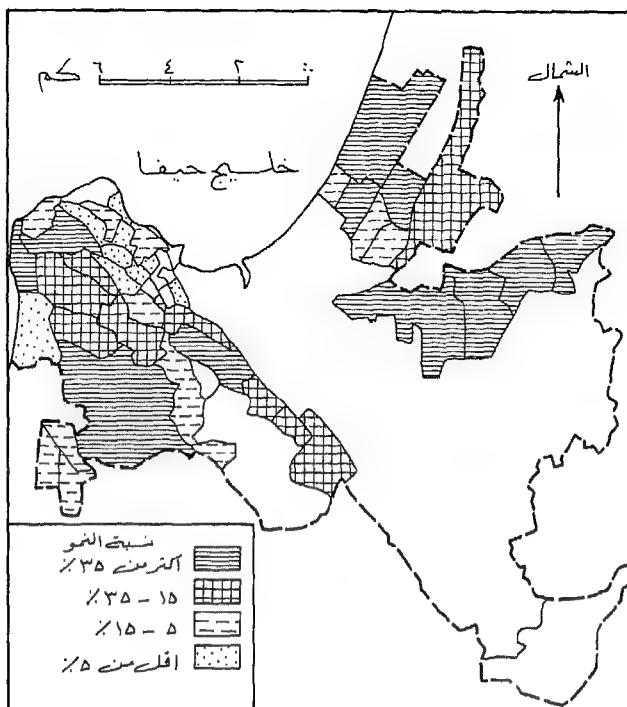 كم ٦ ٤ ٢ ٠
الشمال
خليج حيفا
نسبة النمو
أكثر من ٣٥٪
١٥ - ٣٥٪
٥ - ١٥٪
اقل من ٥٪